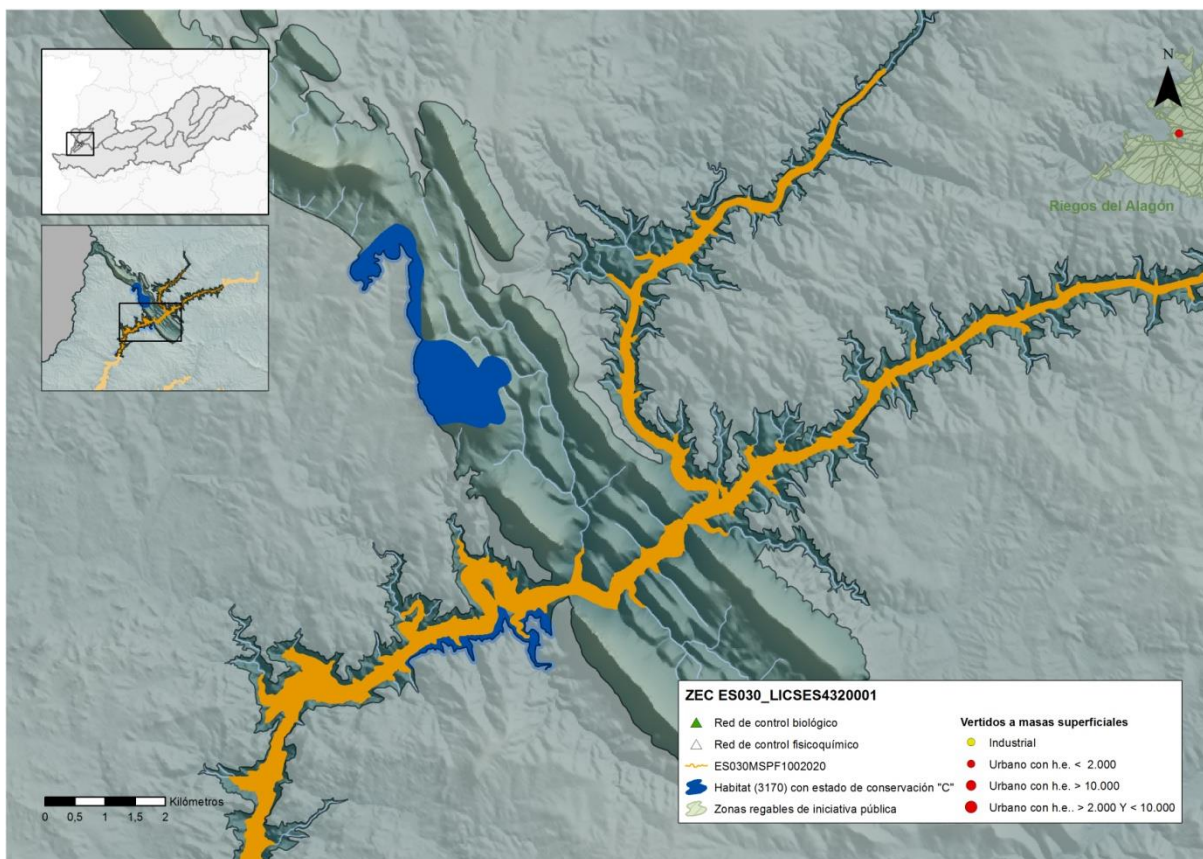 N
Riegos del Alagón
ZEC ES030_LICSES4320001
Red de control biológico
Red de control fisicoquímico
ES030MSPF1002020
Habitat (3170) con estado de conservación "C"
Zonas regables de iniciativa pública
Vertidos a masas superficiales
Industrial
Urbano con h.e. < 2.000
Urbano con h.e. > 10.000
Urbano con h.e.. > 2.000 Y < 10.000
Kilómetros
0 0,5 1 1,5 2